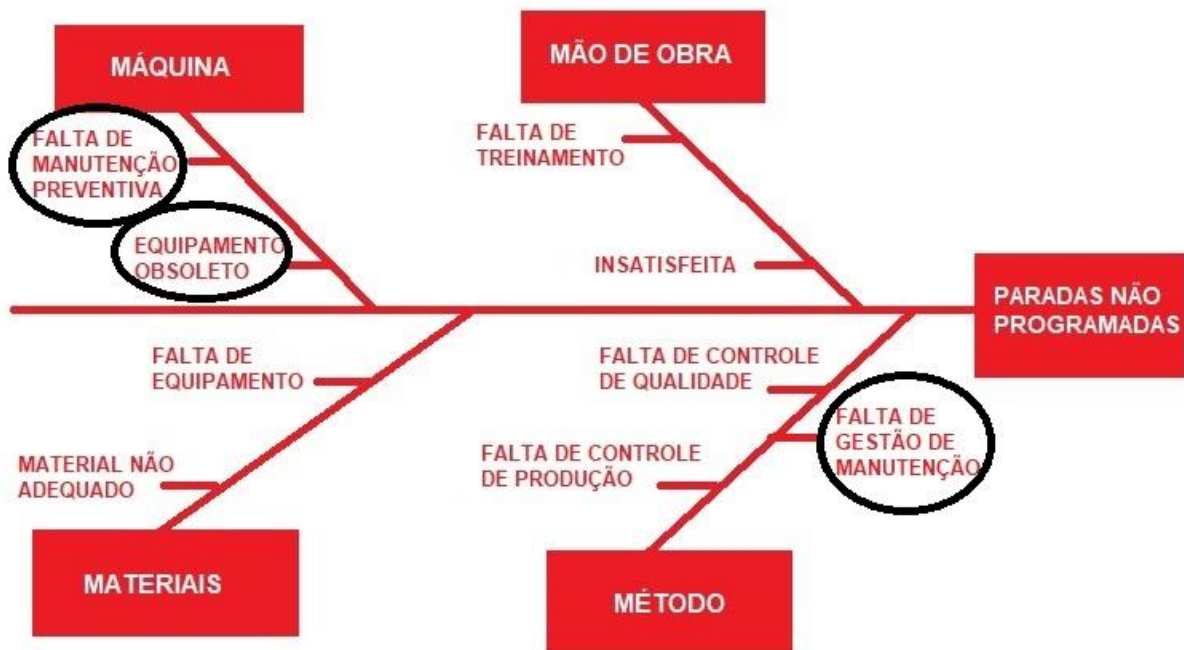 MÁQUINA
MÃO DE OBRA
FALTA DE
MANUTENÇÃO
PREVENTIVA
EQUIPAMENTO
OBSOLETO
FALTA DE
TREINAMENTO
INSATISFEITA
PARADAS NÃO
PROGRAMADAS
FALTA DE
EQUIPAMENTO
MATERIAL NÃO
ADEQUADO
FALTA DE CONTROLE
DE QUALIDADE
FALTA DE
GESTÃO DE
MANUTENÇÃO
FALTA DE CONTROLE
DE PRODUÇÃO
MATERIAIS
MÉTODO